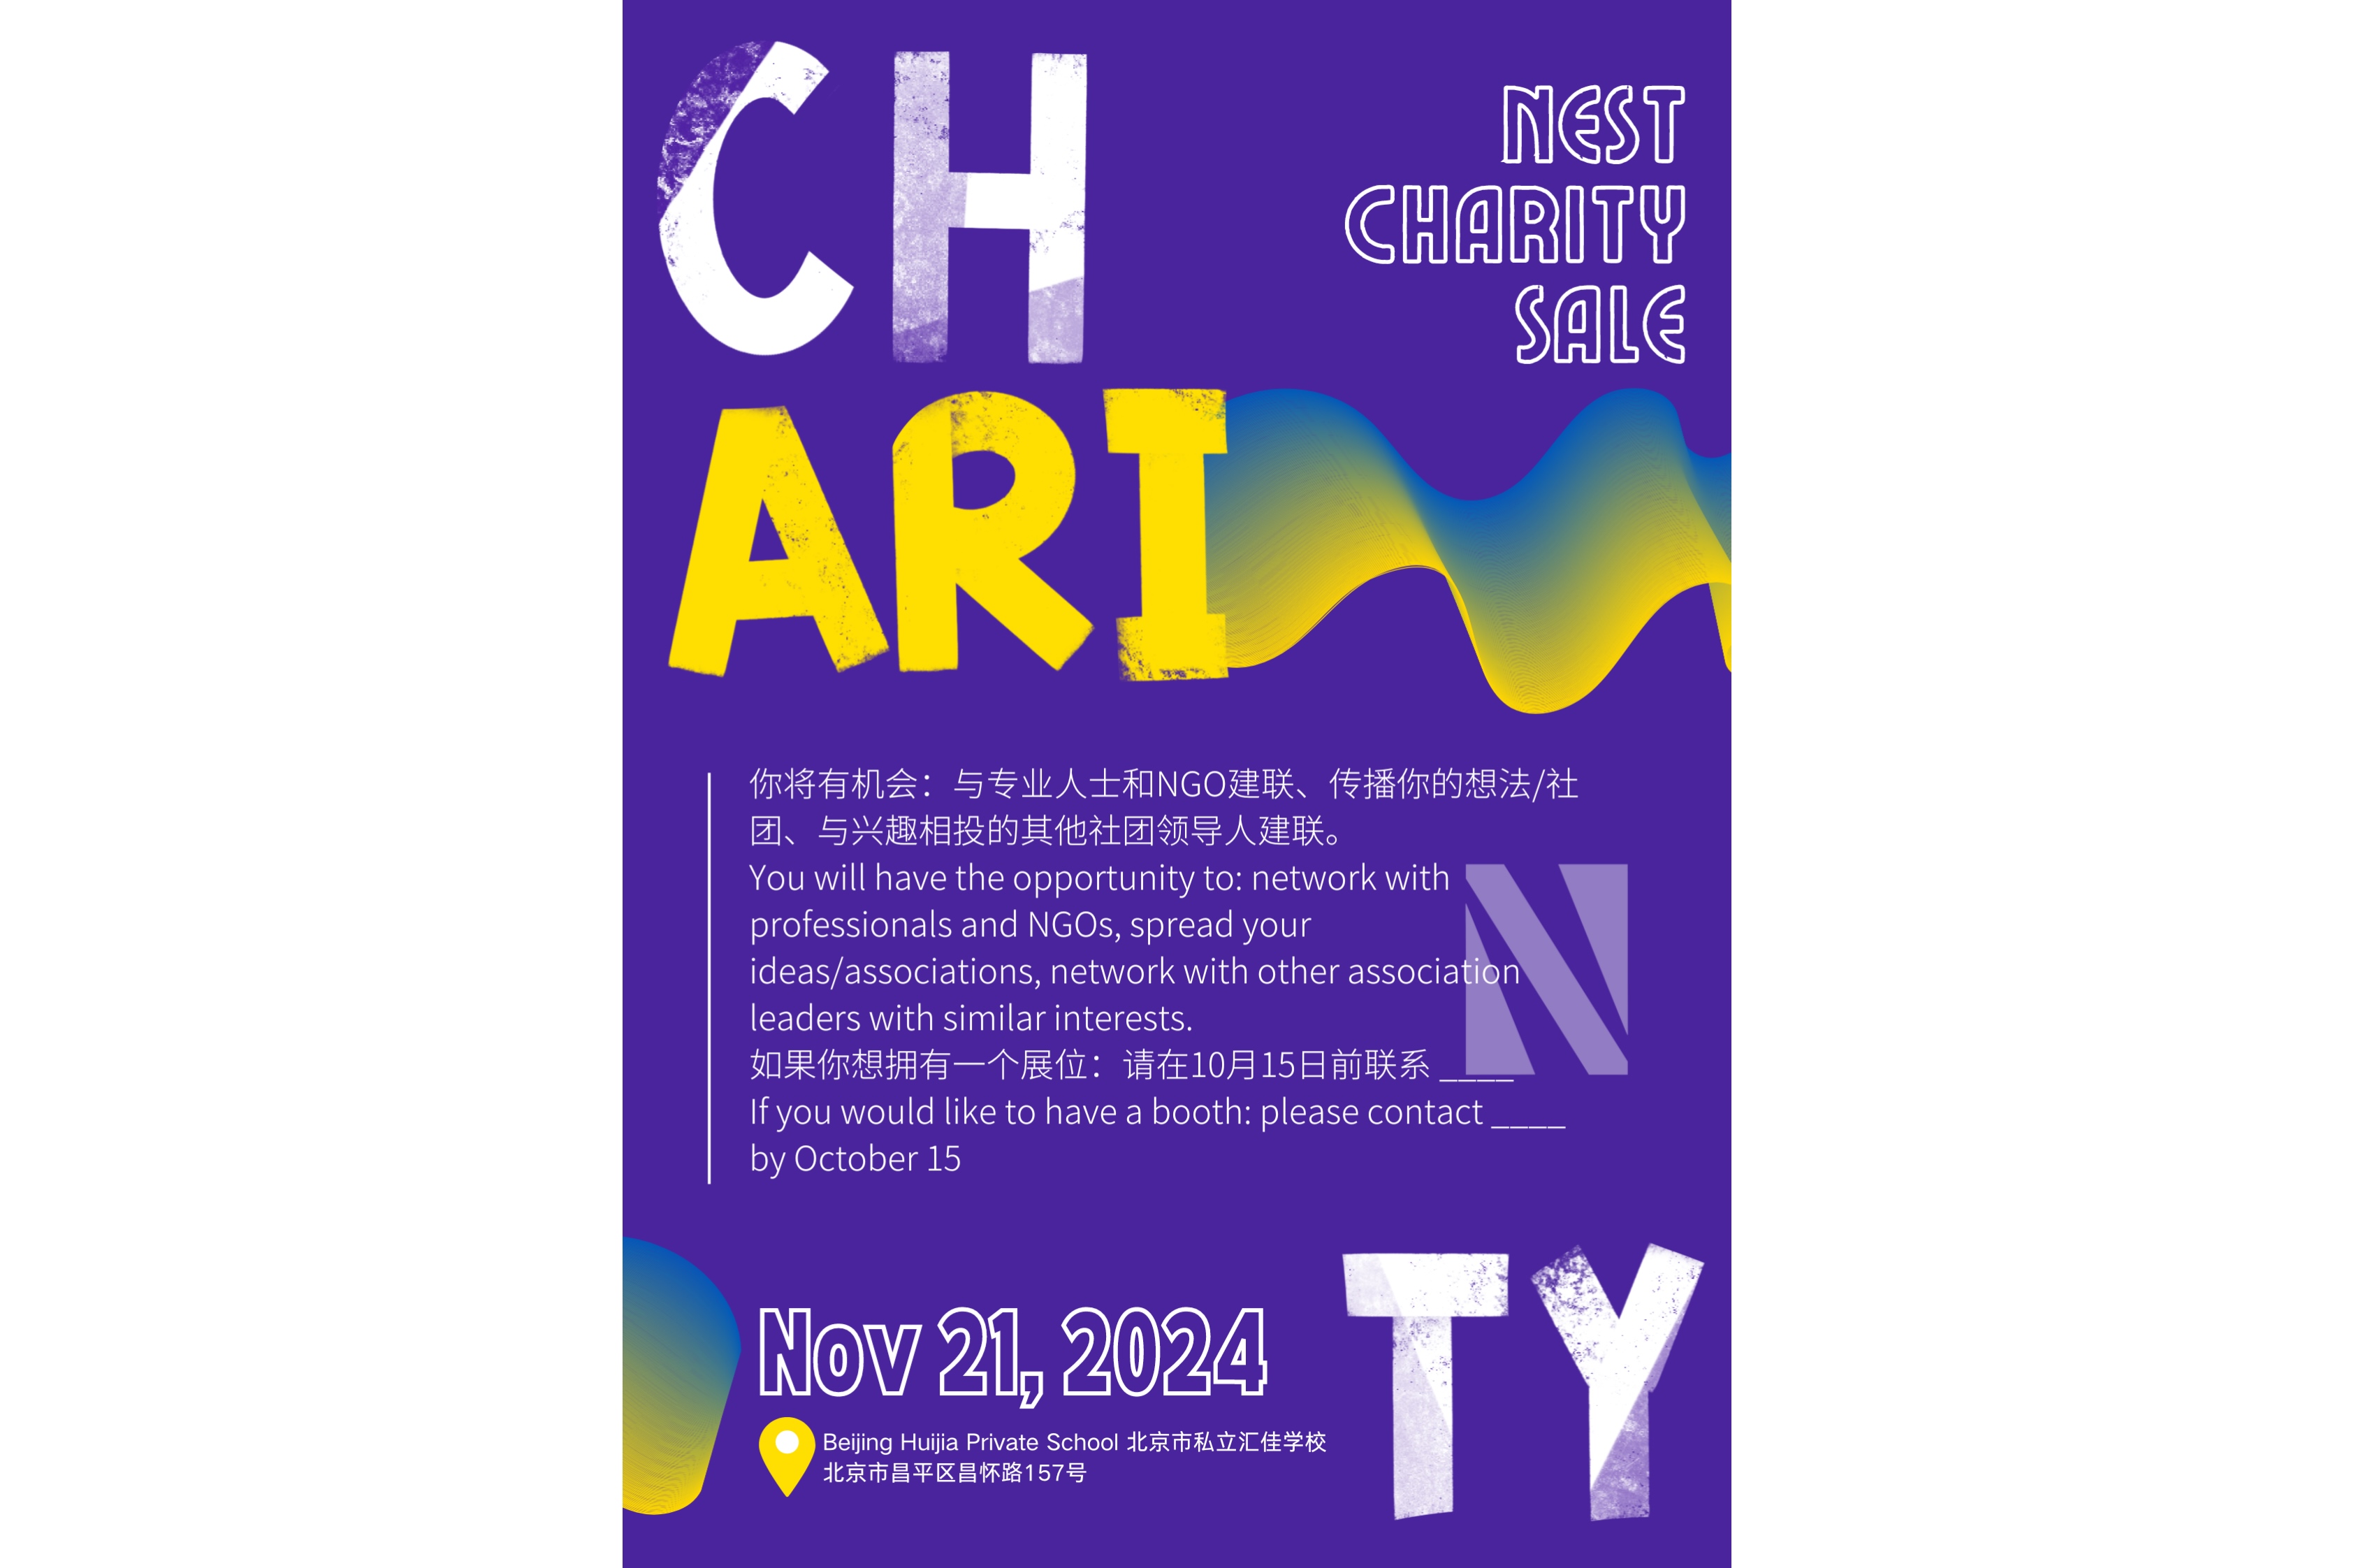 CH
NEST
CHARITY
SALE
ARI
你将有机会：与专业人士和NGO建联、传播你的想法/社
团、与兴趣相投的其他社团领导人建联。
You will have the opportunity to: network with
professionals and NGOs, spread your
ideas/associations, network with other association
leaders with similar interests.
N
如果你想拥有一个展位：请在10月15日前联系 ____
If you would like to have a booth: please contact ____
by October 15
TY
Nov 21, 2024
Beijing Huijia Private School 北京市私立汇佳学校
北京市昌平区昌怀路157号